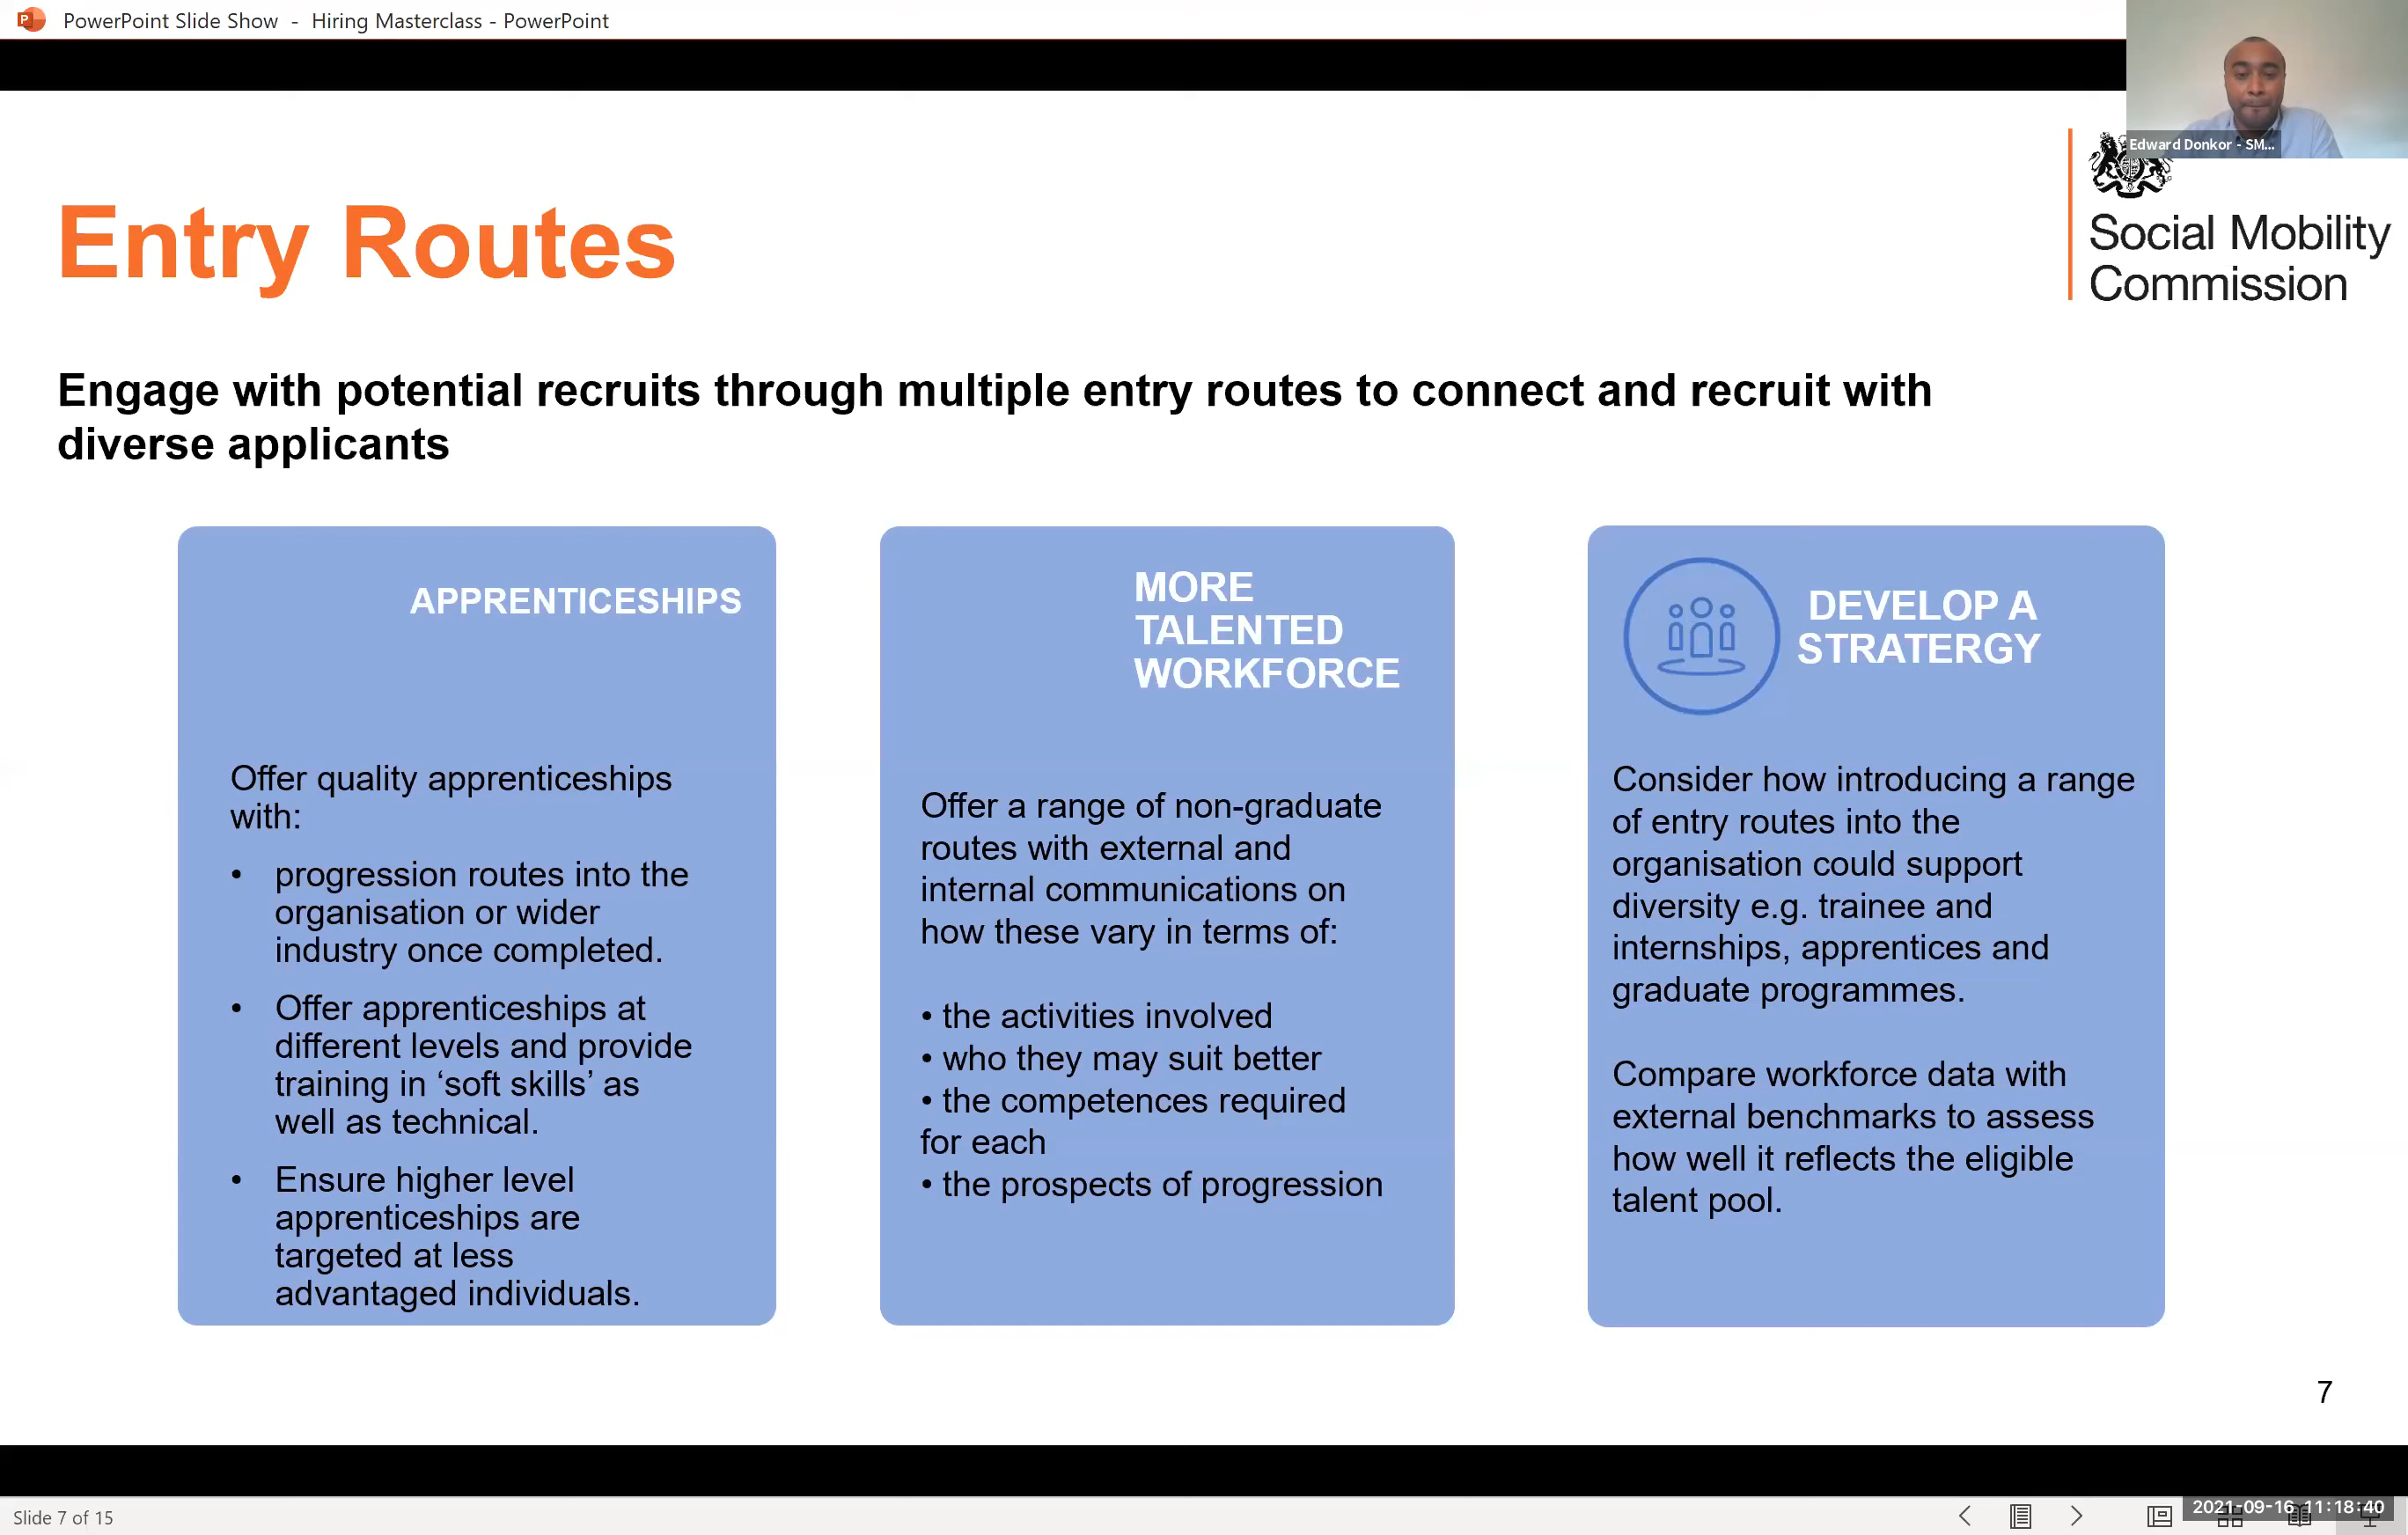 PowerPoint Slide Show - Hiring Masterclass - PowerPoint
Edward Donkor - SM...
Social Mobility
Commission
Entry Routes
Engage with potential recruits through multiple entry routes to connect and recruit with
diverse applicants
APPRENTICESHIPS
Offer quality apprenticeships
with:
• progression routes into the
organisation or wider
industry once completed.
• Offer apprenticeships at
different levels and provide
training in ‘soft skills’ as
well as technical.
• Ensure higher level
apprenticeships are
targeted at less
advantaged individuals.
MORE
TALENTED
WORKFORCE
Offer a range of non-graduate
routes with external and
internal communications on
how these vary in terms of:
• the activities involved
• who they may suit better
• the competences required
for each
• the prospects of progression
DEVELOP A
STRATERGY
Consider how introducing a range
of entry routes into the
organisation could support
diversity e.g. trainee and
internships, apprentices and
graduate programmes.
Compare workforce data with
external benchmarks to assess
how well it reflects the eligible
talent pool.
7
Slide 7 of 15
2021-09-16 11:18:40